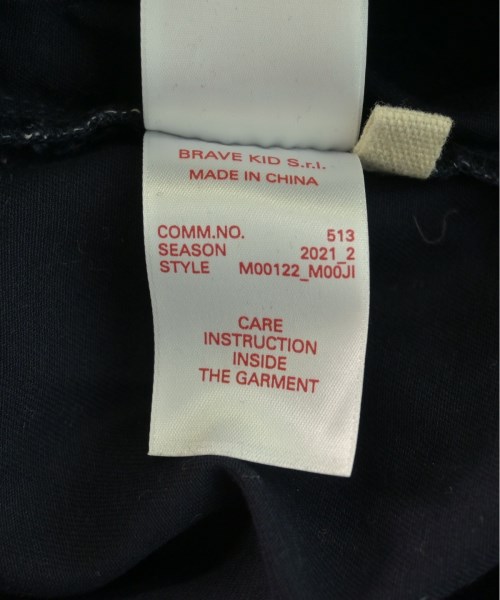 BRAVE KID S.r.l.
MADE IN CHINA
COMM.NO. 513
SEASON 2021_2
STYLE M00122_M00JI
CARE
INSTRUCTION
INSIDE
THE GARMENT